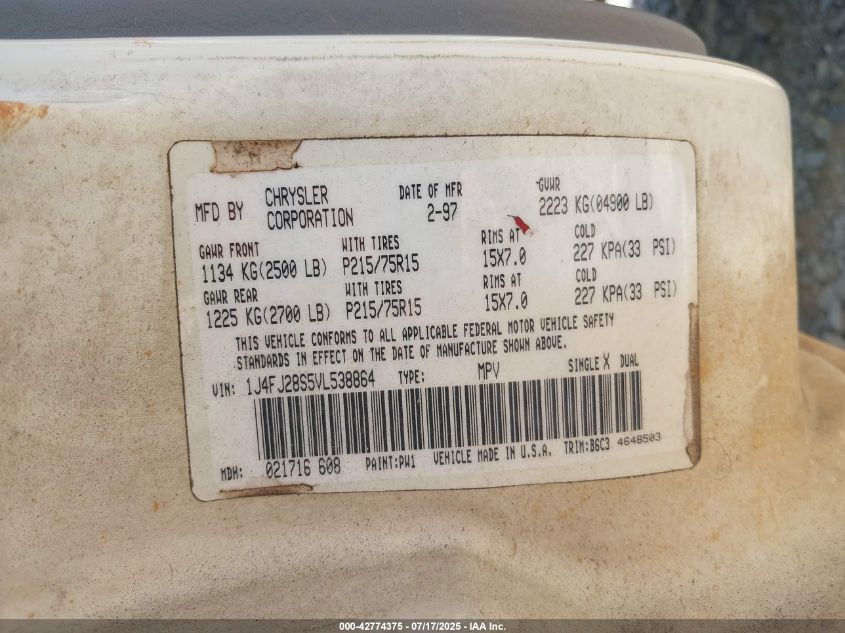 MFD BY CHRYSLER CORPORATION DATE OF MFR 2-97 GVWR 2223 KG(04900 LB)
GAWR FRONT WITH TIRES RIMS AT COLD
1134 KG(2500 LB) P215/75R15 15X7.0 227 KPA(33 PSI)
GAWR REAR WITH TIRES RIMS AT COLD
1225 KG(2700 LB) P215/75R15 15X7.0 227 KPA(33 PSI)
THIS VEHICLE CONFORMS TO ALL APPLICABLE FEDERAL MOTOR VEHICLE SAFETY
STANDARDS IN EFFECT ON THE DATE OF MANUFACTURE SHOWN ABOVE.
VIN: 1J4FJ28S5VL538864 TYPE: MPV SINGLE X DUAL
MDH: 021716 608 PAINT:PW1 VEHICLE MADE IN U.S.A. TRIM:B6C3 4648503
000-42774375 - 07/17/2025 - IAA Inc.